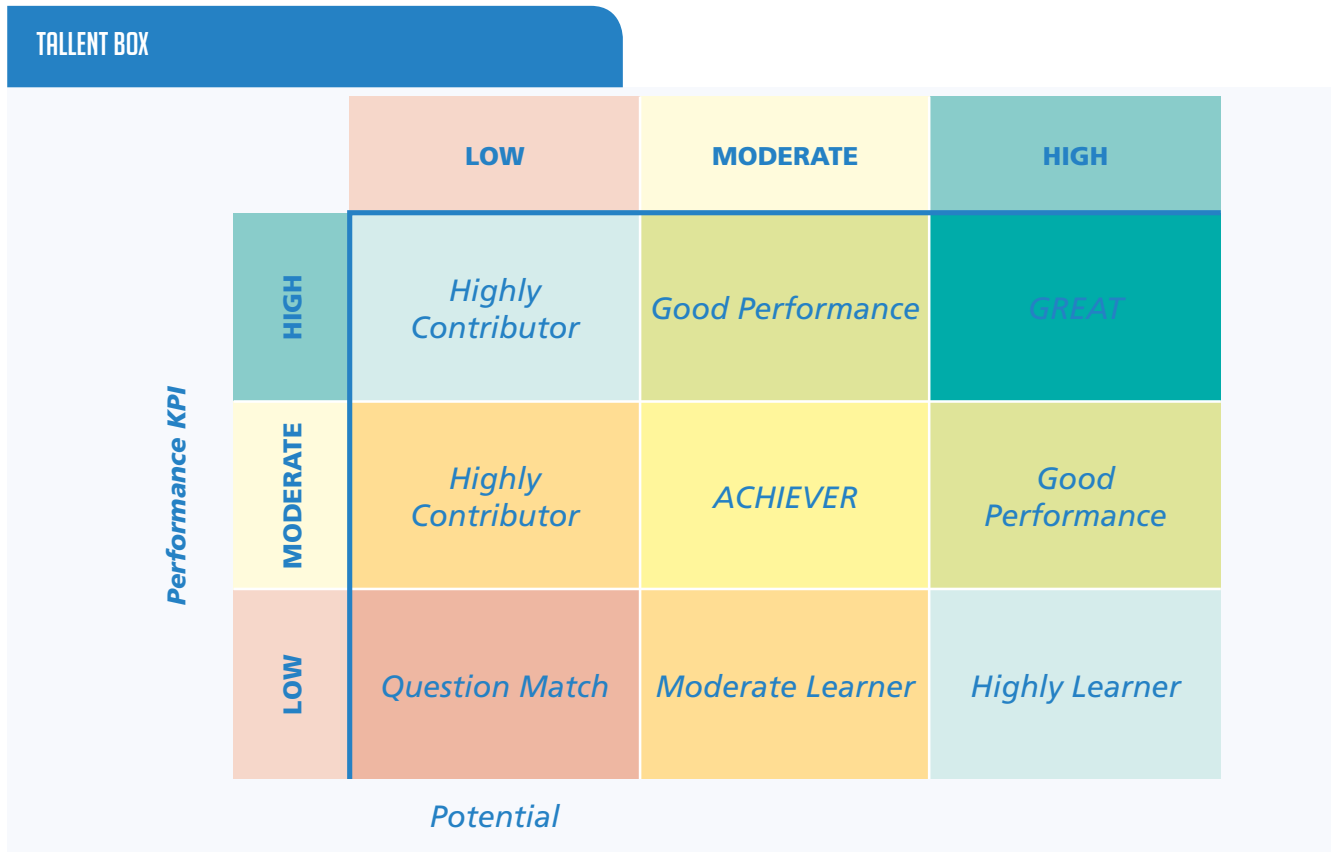 TALLENT BOX
LOW
MODERATE
HIGH
HIGH
Highly
Contributor
Good Performance
GREAT
Performance KPI
MODERATE
Highly
Contributor
ACHIEVER
Good
Performance
LOW
Question Match
Moderate Learner
Highly Learner
Potential